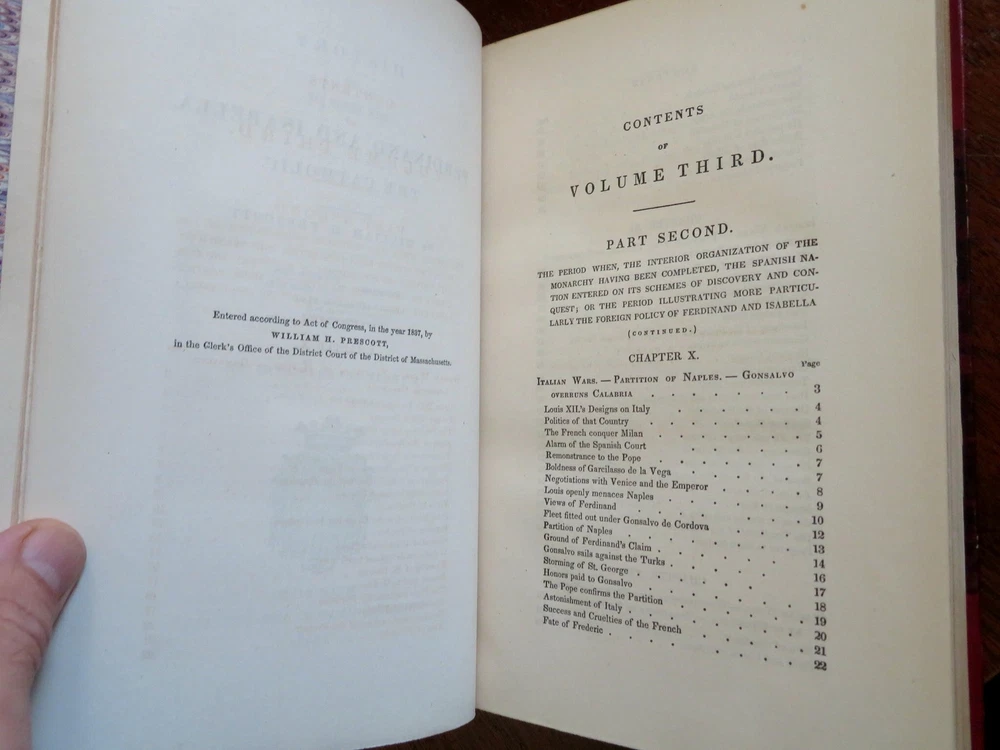 Entered according to Act of Congress, in the year 1837, by
WILLIAM H. PRESCOTT,
in the Clerk's Office of the District Court of the District of Massachusetts.
CONTENTS
OF
VOLUME THIRD.
PART SECOND.
THE PERIOD WHEN, THE INTERIOR ORGANIZATION OF THE
MONARCHY HAVING BEEN COMPLETED, THE SPANISH NA-
TION ENTERED ON ITS SCHEMES OF DISCOVERY AND CON-
QUEST; OR THE PERIOD ILLUSTRATING MORE PARTICU-
LARLY THE FOREIGN POLICY OF FERDINAND AND ISABELLA
(CONTINUED.)
CHAPTER X.
Page
ITALIAN WARS. — PARTITION OF NAPLES. — GONSALVO
OVERRUNS CALABRIA . . . . . . . 3
Louis XII.'s Designs on Italy . . . . . . 4
Politics of that Country . . . . . . 4
The French conquer Milan . . . . . . 5
Alarm of the Spanish Court . . . . . 6
Remonstrance to the Pope . . . . . . 7
Boldness of Garcilasso de la Vega . . . . . 7
Negotiations with Venice and the Emperor . . . . 8
Louis openly menaces Naples . . . . . . 9
Views of Ferdinand . . . . . . 10
Fleet fitted out under Gonsalvo de Cordova . . . . 12
Partition of Naples . . . . . . 13
Ground of Ferdinand's Claim . . . . . . 14
Gonsalvo sails against the Turks . . . . . 16
Storming of St. George . . . . . . 17
Honors paid to Gonsalvo . . . . . . 18
The Pope confirms the Partition . . . . . 19
Astonishment of Italy . . . . . . 20
Success and Cruelties of the French . . . . . 21
Fate of Frederic . . . . . . 22